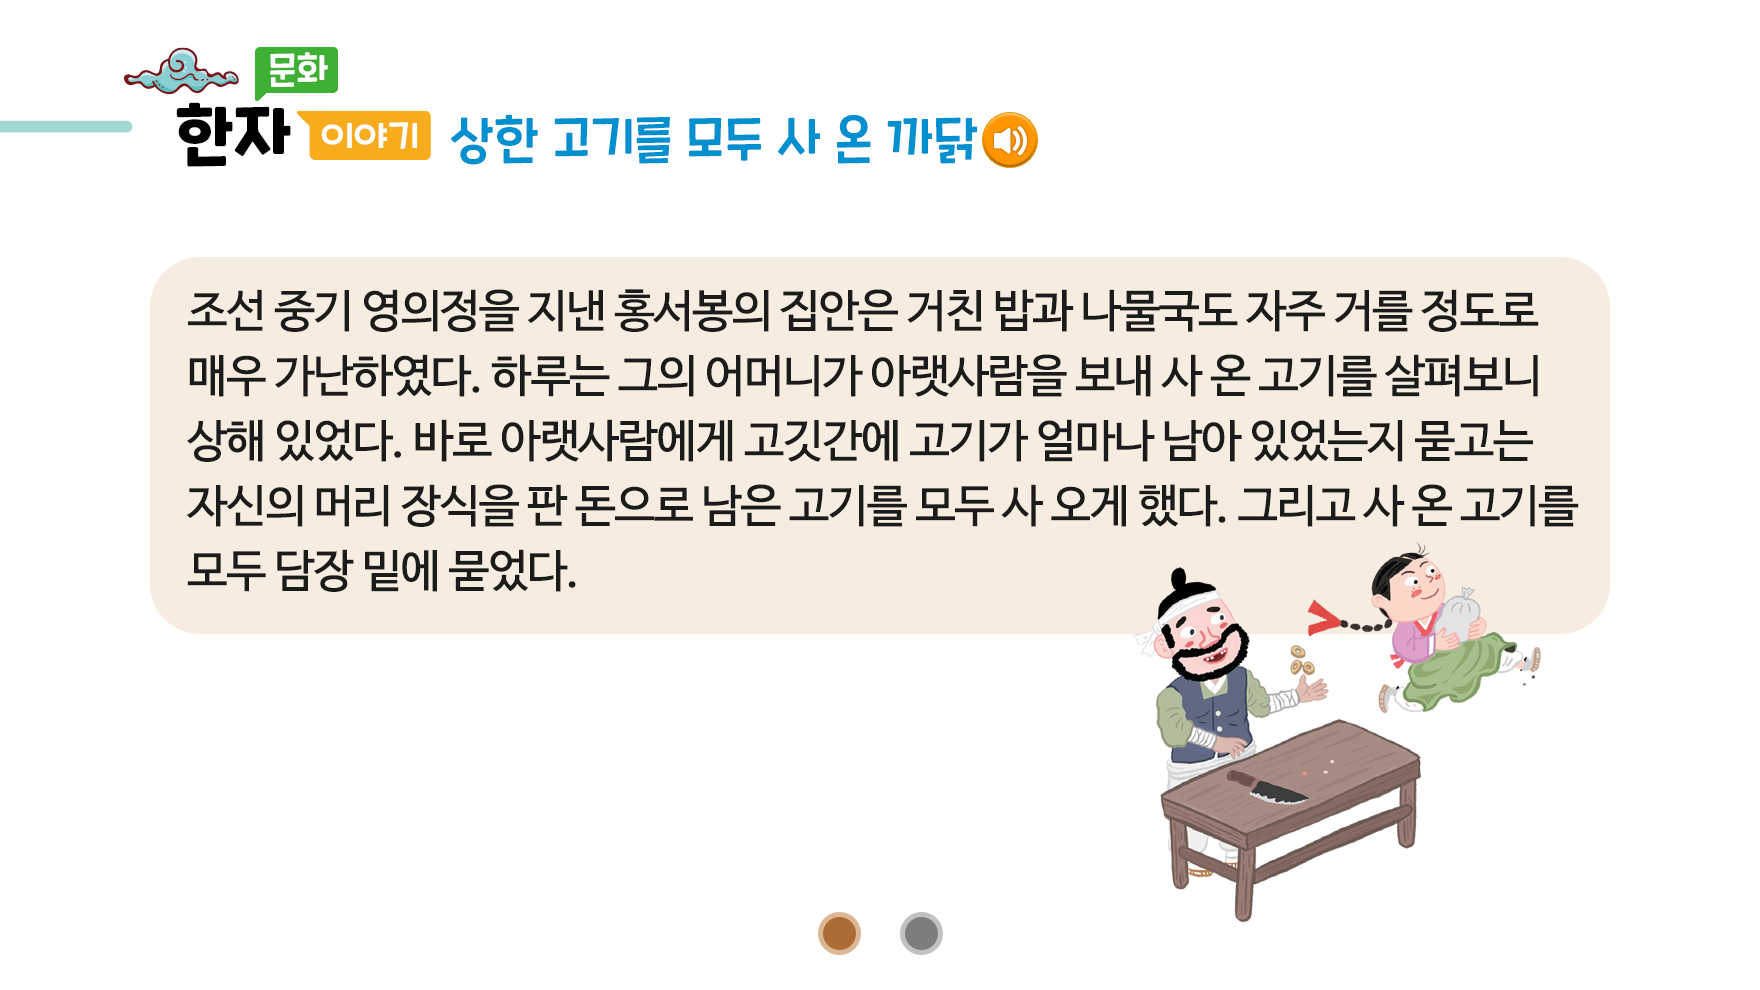 문화
한자 이야기 상한 고기를 모두 사 온 까닭
조선 중기 영의정을 지낸 홍서봉의 집안은 거친 밥과 나물국도 자주 거를 정도로
매우 가난하였다. 하루는 그의 어머니가 아랫사람을 보내 사 온 고기를 살펴보니
상해 있었다. 바로 아랫사람에게 고깃간에 고기가 얼마나 남아 있었는지 묻고는
자신의 머리 장식을 판 돈으로 남은 고기를 모두 사 오게 했다. 그리고 사 온 고기를
모두 담장 밑에 묻었다.